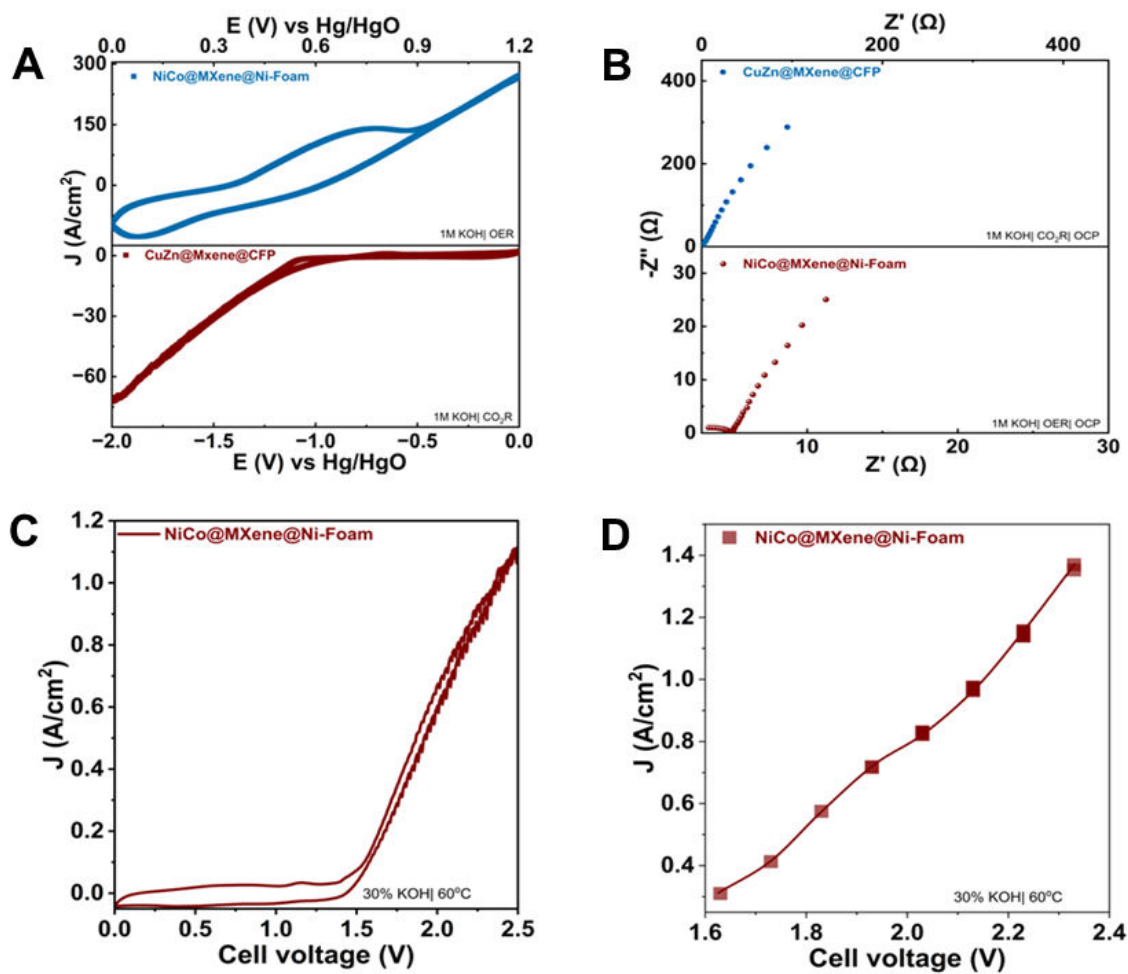 A
E (V) vs Hg/HgO
0.0 0.3 0.6 0.9 1.2
300
150
0
NiCo@MXene@Ni-Foam
1M KOH| OER
J (A/cm²)
0
−30
−60
CuZn@Mxene@CFP
1M KOH| CO₂R
−2.0 −1.5 −1.0 −0.5 0.0
E (V) vs Hg/HgO
B
Z' (Ω)
0 200 400
400
200
0
CuZn@MXene@CFP
1M KOH| CO₂R| OCP
-Z'' (Ω)
30
20
10
0
NiCo@MXene@Ni-Foam
1M KOH| OER| OCP
10 20 30
Z' (Ω)
C
1.2
1.0
0.8
0.6
0.4
0.2
0.0
J (A/cm²)
NiCo@MXene@Ni-Foam
30% KOH| 60°C
0.0 0.5 1.0 1.5 2.0 2.5
Cell voltage (V)
D
1.4
1.2
1.0
0.8
0.6
0.4
J (A/cm²)
NiCo@MXene@Ni-Foam
30% KOH| 60°C
1.6 1.8 2.0 2.2 2.4
Cell voltage (V)